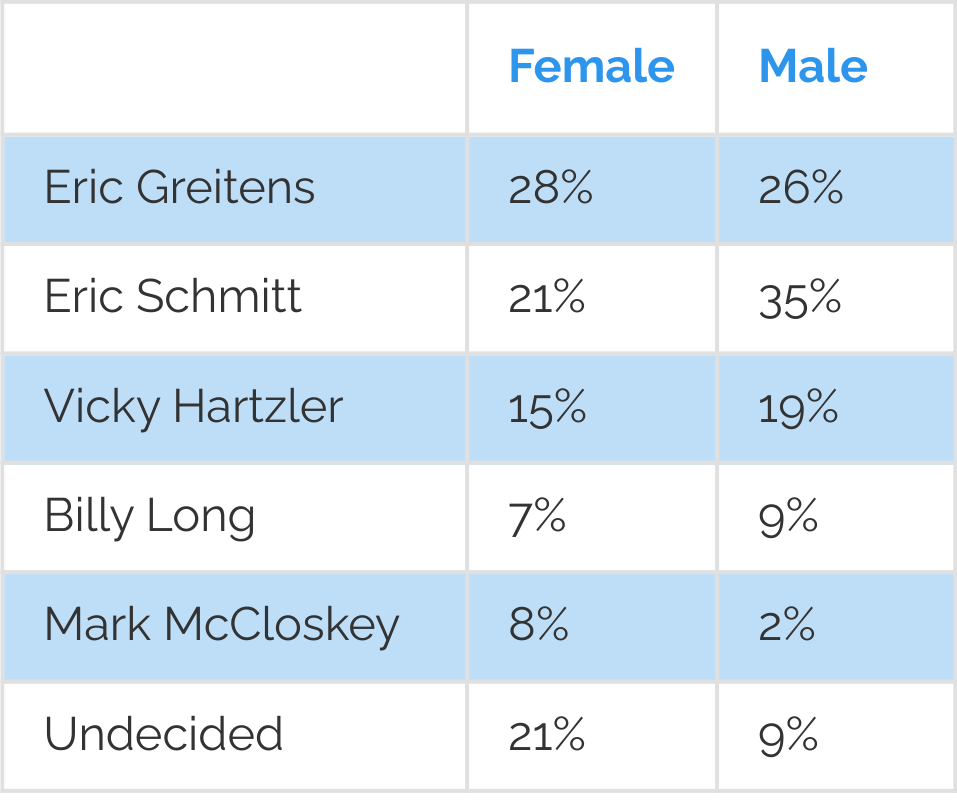 Female Male
Eric Greitens 28% 26%
Eric Schmitt 21% 35%
Vicky Hartzler 15% 19%
Billy Long 7% 9%
Mark McCloskey 8% 2%
Undecided 21% 9%